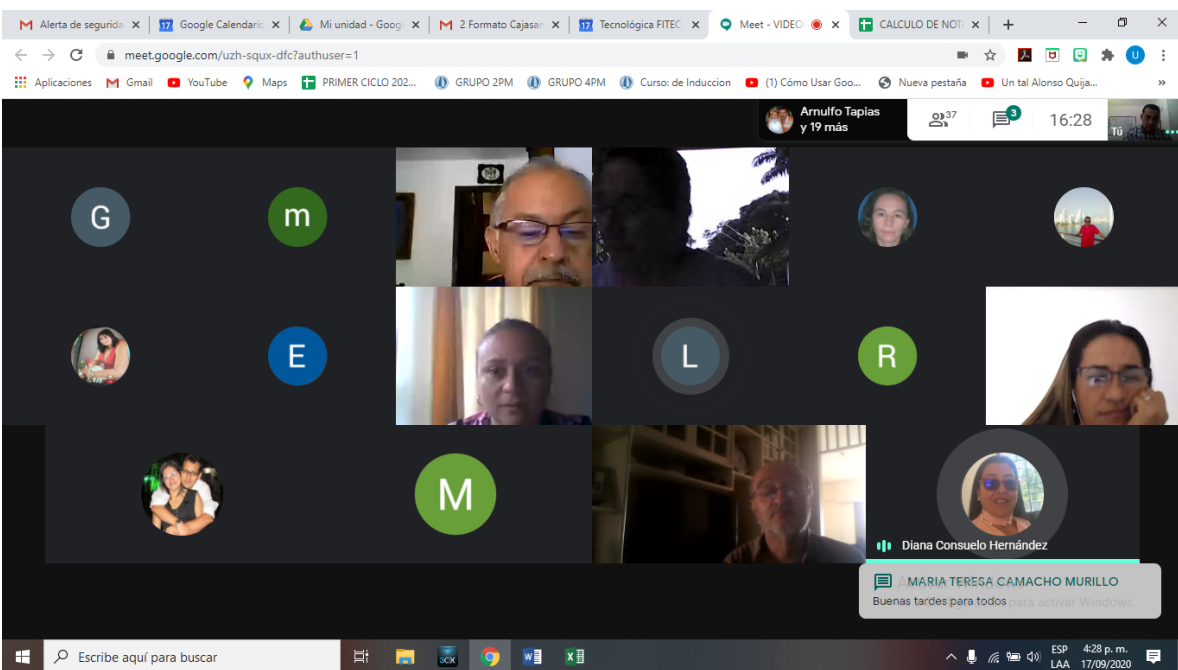 Alerta de segurida
17 Google Calendario
Mi unidad - Googl
2 Formato Cajasan
17 Tecnológica FITEC
Meet - VIDEO
CALCULO DE NOTA
meet.google.com/uzh-squx-dfc?authuser=1
U
Aplicaciones Gmail YouTube Maps PRIMER CICLO 202... GRUPO 2PM GRUPO 4PM Curso: de Induccion (1) Cómo Usar Goo... Nueva pestaña Un tal Alonso Quija... »
Arnulfo Tapias
y 19 más
37
3
16:28
Tú
G
m
E
L
R
M
Diana Consuelo Hernández
MARIA TERESA CAMACHO MURILLO
Buenas tardes para todos
para activar Windows.
Escribe aquí para buscar
3CX
ESP
LAA
4:28 p. m.
17/09/2020